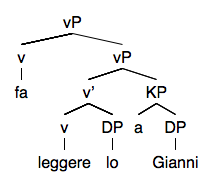 vP
v vP
fa v' KP
v DP a DP
leggere lo Gianni